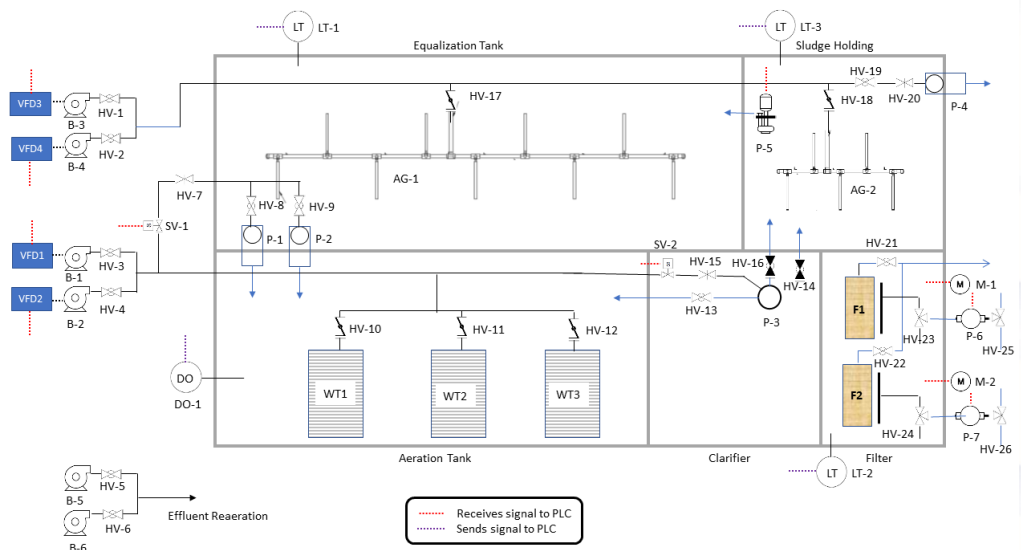 LT
LT-1
LT
LT-3
Equalization Tank
Sludge Holding
HV-19
VFD3
HV-1
B-3
HV-17
HV-18
HV-20
P-4
VFD4
HV-2
B-4
P-5
HV-7
AG-1
AG-2
HV-8
HV-9
S
SV-1
P-1
P-2
SV-2
HV-21
VFD1
HV-3
B-1
S
HV-15
HV-16
HV-14
M
M-1
VFD2
HV-4
B-2
HV-13
P-3
F1
P-6
HV-10
HV-11
HV-12
HV-23
HV-25
HV-22
DO
DO-1
WT1
WT2
WT3
F2
M
M-2
P-7
HV-24
HV-26
Aeration Tank
Clarifier
Filter
LT
LT-2
HV-5
B-5
Effluent Reaeration
HV-6
B-6
Receives signal to PLC
Sends signal to PLC